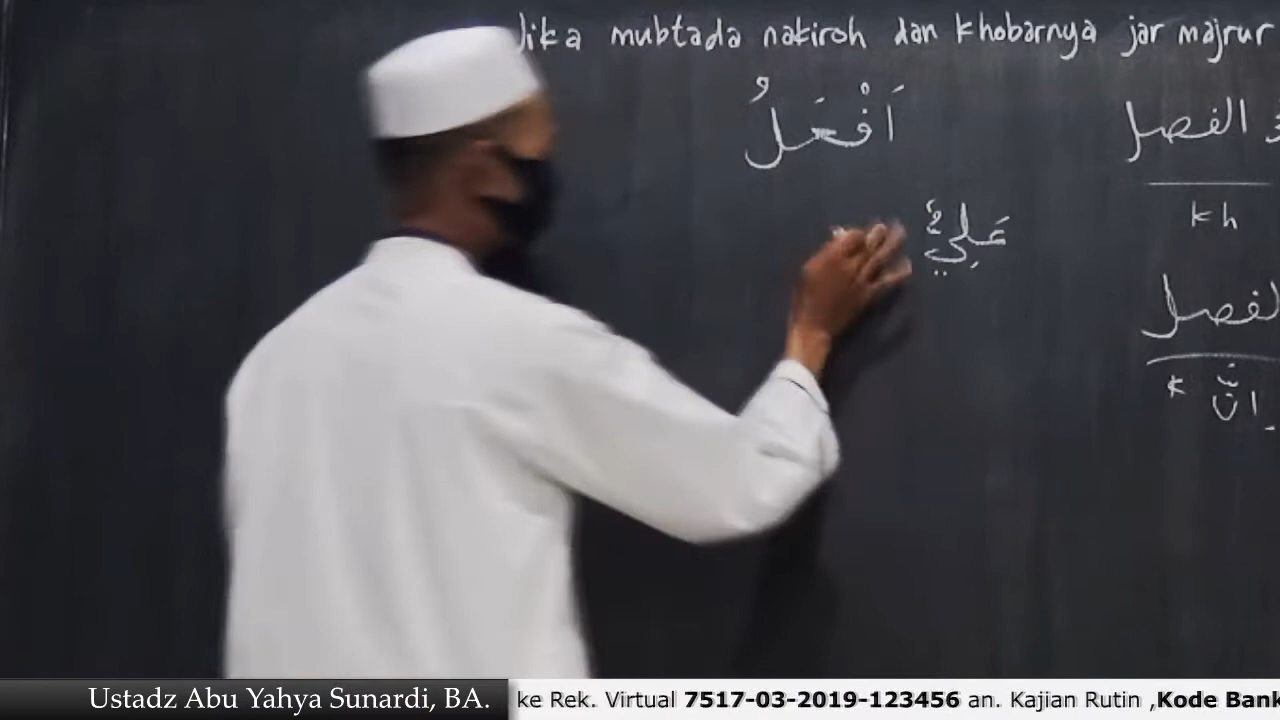 Jika mubtada nakiroh dan khobarnya jar majrur
اَفْعَلُ
الفصل
kh
عَلِيٌّ
لفصل
k
اِنَّ
Ustadz Abu Yahya Sunardi, BA.
ke Rek. Virtual 7517-03-2019-123456 an. Kajian Rutin ,Kode Bank